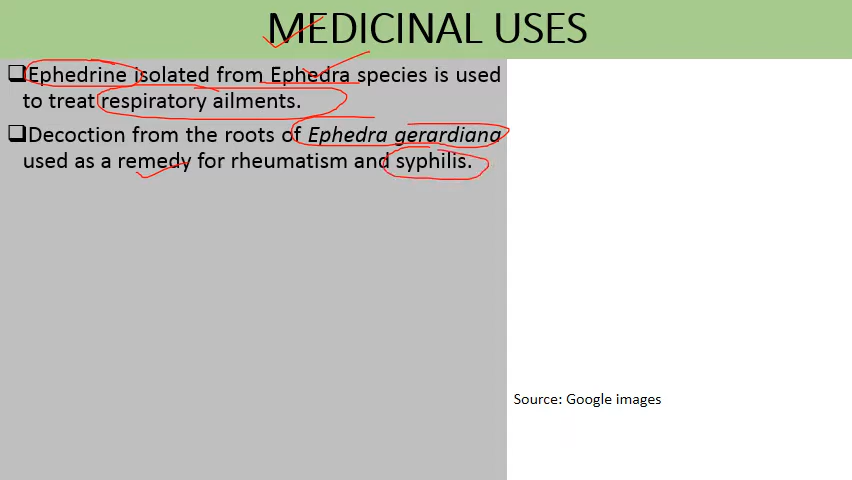 MEDICINAL USES
❑Ephedrine isolated from Ephedra species is used
to treat respiratory ailments.
❑Decoction from the roots of Ephedra gerardiana
used as a remedy for rheumatism and syphilis.
Source: Google images